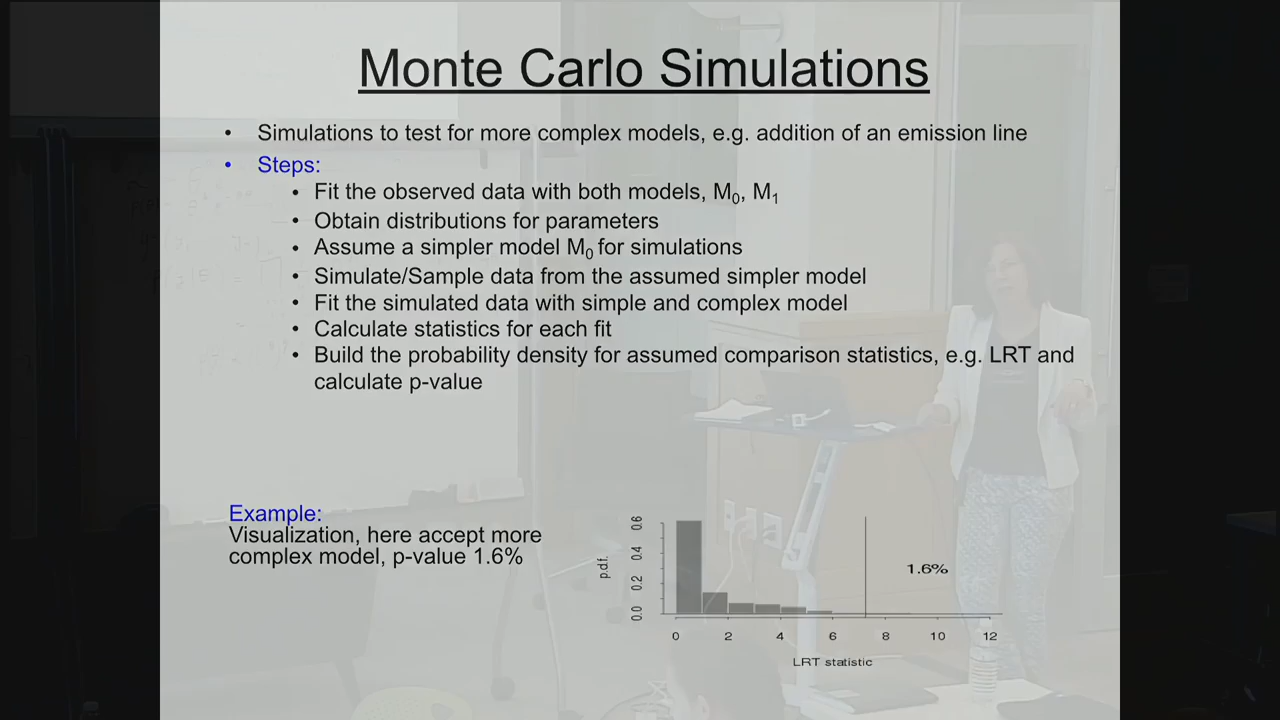 Monte Carlo Simulations
• Simulations to test for more complex models, e.g. addition of an emission line
• Steps:
• Fit the observed data with both models, M0, M1
• Obtain distributions for parameters
• Assume a simpler model M0 for simulations
• Simulate/Sample data from the assumed simpler model
• Fit the simulated data with simple and complex model
• Calculate statistics for each fit
• Build the probability density for assumed comparison statistics, e.g. LRT and
calculate p-value
Example:
Visualization, here accept more
complex model, p-value 1.6%
p.d.f.
0.6
0.4
0.2
0.0
1.6%
0 2 4 6 8 10 12
LRT statistic